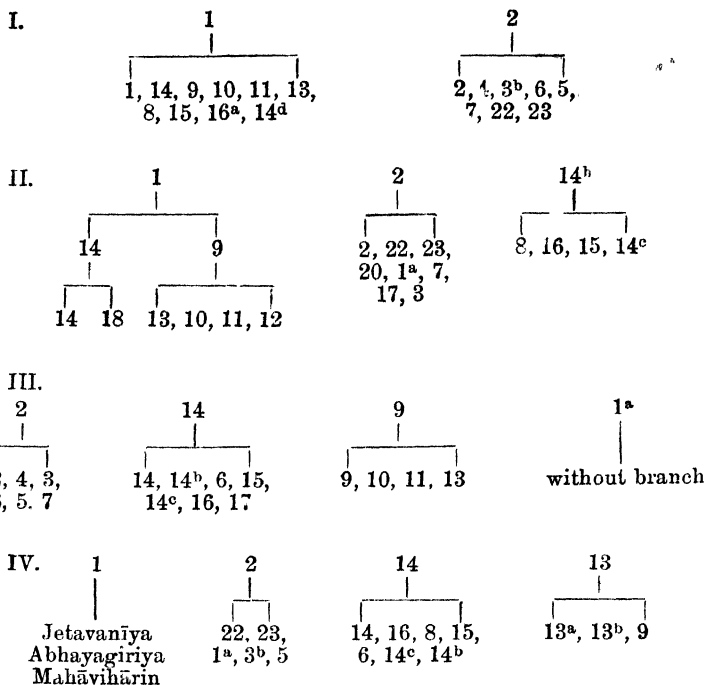 I.
1 2
1, 14, 9, 10, 11, 13, 2, 4, 3ᵇ, 6, 5,
8, 15, 16ᵃ, 14ᵈ 7, 22, 23
II.
1 2 14ᵇ
14 9 2, 22, 23, 8, 16, 15, 14ᶜ
20, 1ᵃ, 7,
17, 3
14 18 13, 10, 11, 12
III.
2 14 9 1ᵃ
4, 3, 14, 14ᵇ, 6, 15, 9, 10, 11, 13 without branch
5. 7 14ᶜ, 16, 17
IV. 1 2 14 13
Jetavanīya 22, 23, 14, 16, 8, 15, 13ᵃ, 13ᵇ, 9
Abhayagiriya 1ᵃ, 3ᵇ, 5 6, 14ᶜ, 14ᵇ
Mahāvihārin